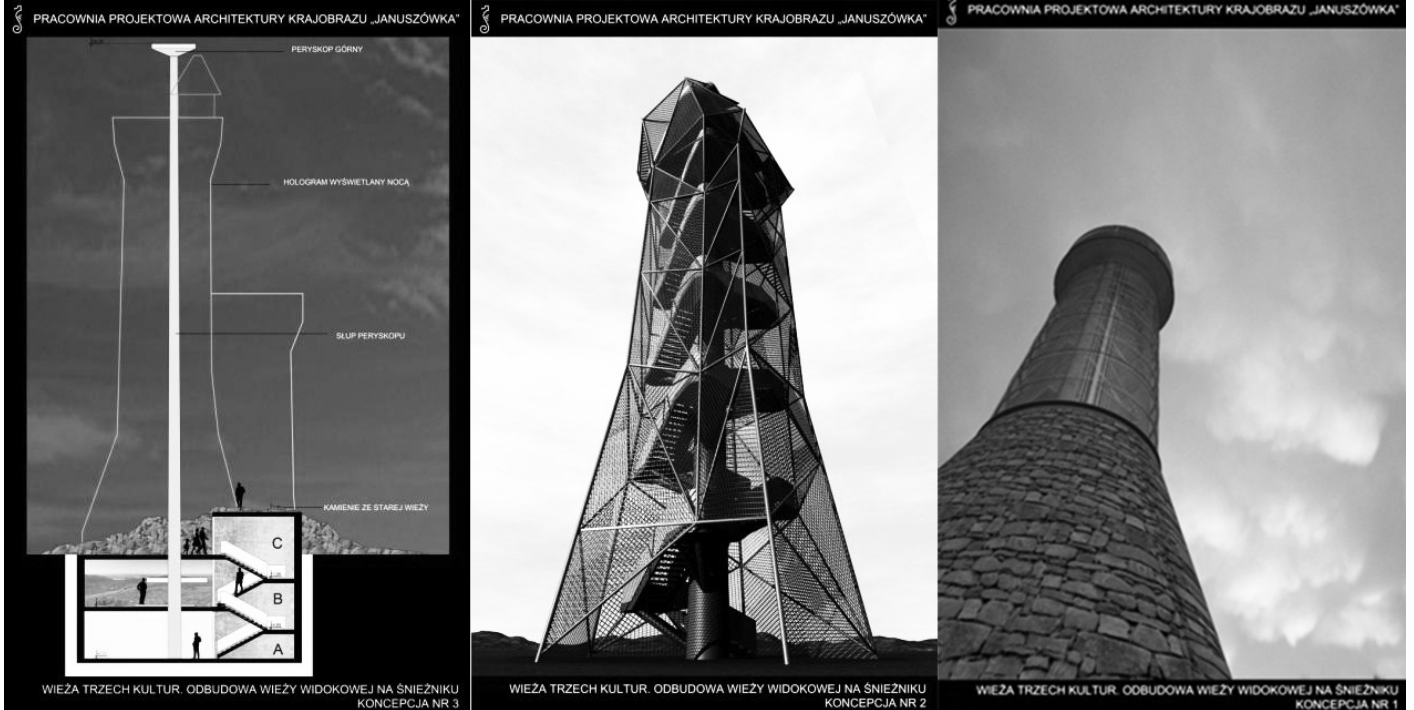 PRACOWNIA PROJEKTOWA ARCHITEKTURY KRAJOBRAZU „JANUSZÓWKA”
PERYSKOP GÓRNY
HOLOGRAM WYŚWIETLANY NOCĄ
SŁUP PERYSKOPU
KAMIENIE ZE STAREJ WIEŻY
C
B
A
WIEŻA TRZECH KULTUR. ODBUDOWA WIEŻY WIDOKOWEJ NA ŚNIEŻNIKU
KONCEPCJA NR 3
PRACOWNIA PROJEKTOWA ARCHITEKTURY KRAJOBRAZU „JANUSZÓWKA”
WIEŻA TRZECH KULTUR. ODBUDOWA WIEŻY WIDOKOWEJ NA ŚNIEŻNIKU
KONCEPCJA NR 2
PRACOWNIA PROJEKTOWA ARCHITEKTURY KRAJOBRAZU „JANUSZÓWKA”
WIEŻA TRZECH KULTUR. ODBUDOWA WIEŻY WIDOKOWEJ NA ŚNIEŻNIKU
KONCEPCJA NR 1